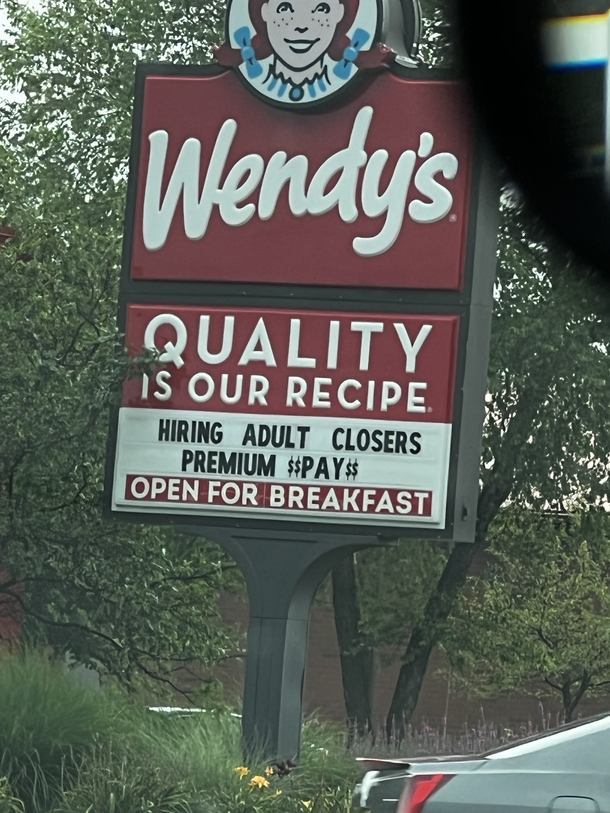 Wendy's
QUALITY
IS OUR RECIPE.
HIRING ADULT CLOSERS
PREMIUM $$PAY$$
OPEN FOR BREAKFAST